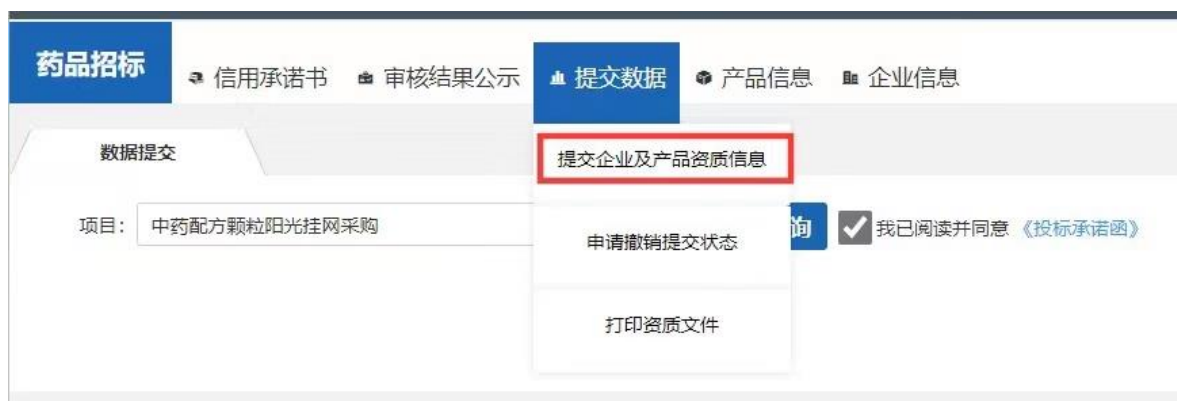 药品招标
信用承诺书
审核结果公示
提交数据
产品信息
企业信息
数据提交
提交企业及产品资质信息
项目: 中药配方颗粒阳光挂网采购
询
我已阅读并同意 《投标承诺函》
申请撤销提交状态
打印资质文件